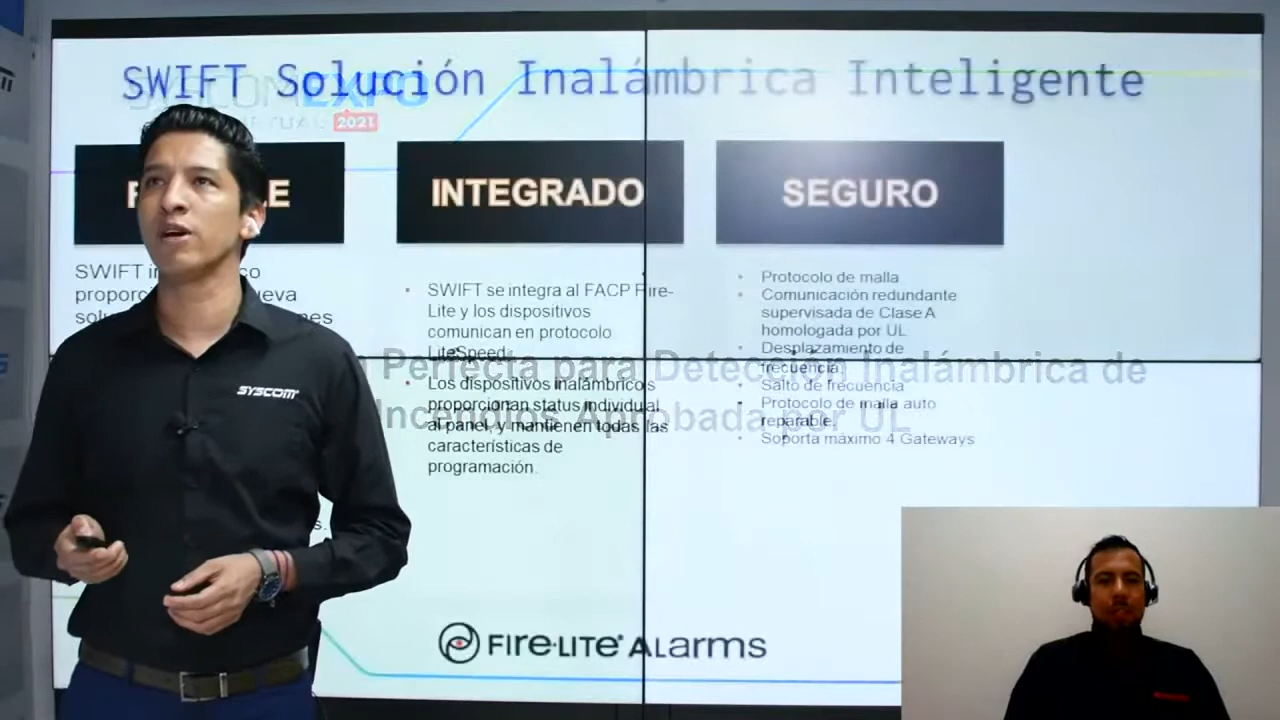 SWIFT Solución Inalámbrica Inteligente
EXPO
2021
INTEGRADO
SEGURO
SWIFT
• SWIFT se integra al FACP Fire-
Lite y los dispositivos
comunican en protocolo
LiteSpeed.
• Los dispositivos inalámbricos
proporcionan status individual
al panel, y mantienen todas las
características de
programación.
• Protocolo de malla
• Comunicación redundante
supervisada de Clase A
homologada por UL
• Desplazamiento de
frecuencia.
• Salto de frecuencia
• Protocolo de malla auto
reparable.
• Soporta máximo 4 Gateways
Perfecta para Detección Inalámbrica de
Incendios Aprobada por UL
SYSCOM
FIRE·LITE® ALARMS